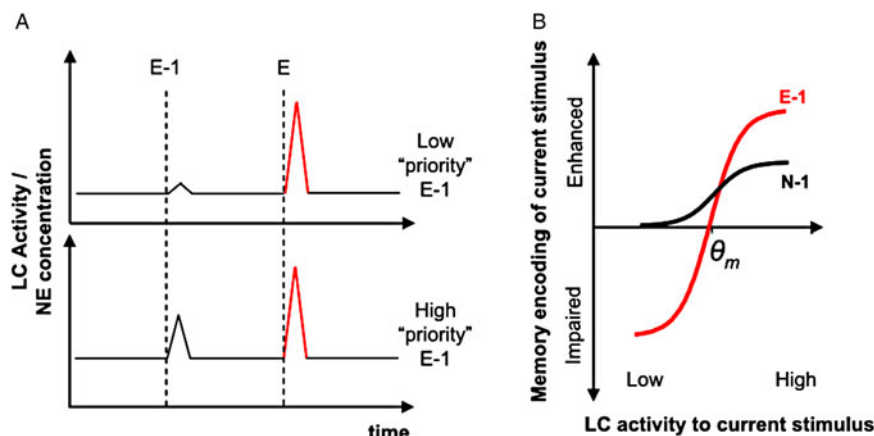 A
LC Activity /
NE concentration
E-1
E
Low
"priority"
E-1
High
"priority"
E-1
time
B
Memory encoding of current stimulus
Enhanced
Impaired
E-1
N-1
θm
Low
High
LC activity to current stimulus